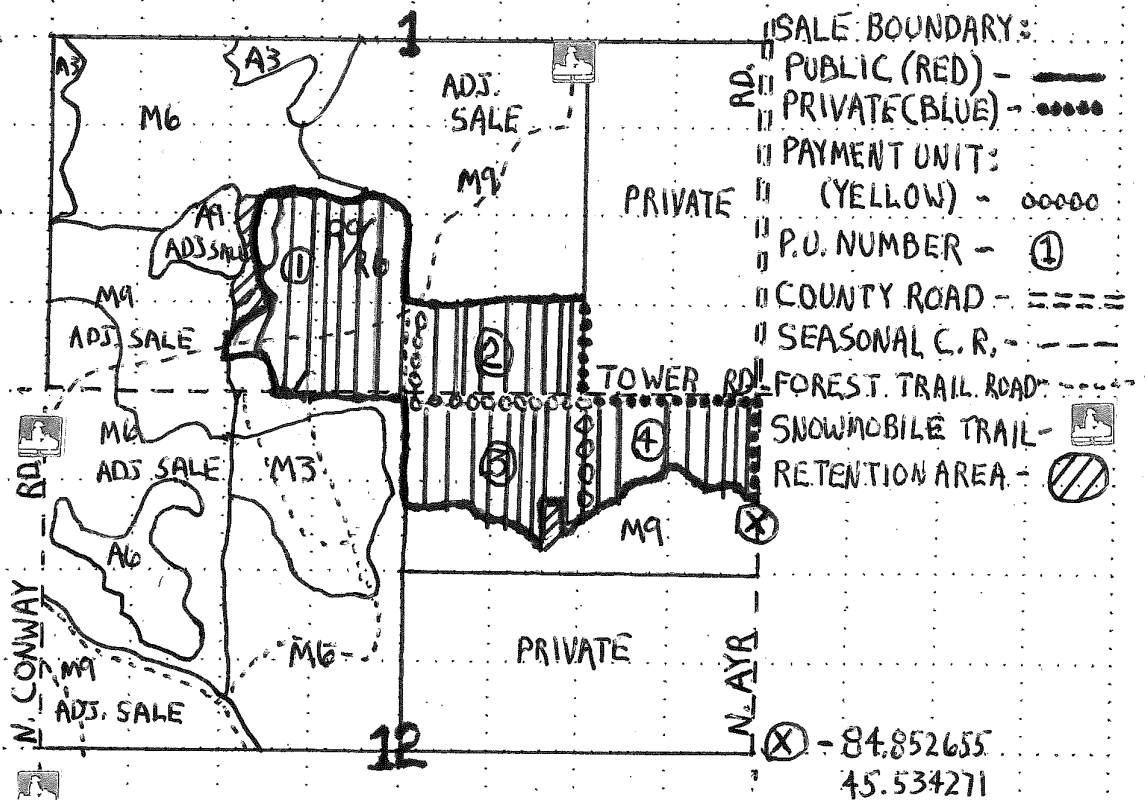 1
SALE BOUNDARY:
PUBLIC (RED) -
PRIVATE (BLUE) -
PAYMENT UNIT:
(YELLOW) -
P.U. NUMBER - 1
COUNTY ROAD -
SEASONAL C.R. -
FOREST. TRAIL. ROAD -
SNOWMOBILE TRAIL -
RETENTION AREA -
A3
A3
M6
ADJ.
SALE
RD.
M9
PRIVATE
A9
ADJ SALE
1
M9
ADJ. SALE
2
TOWER RD
M6
ADJ SALE
M3
3
4
RD
X
M9
A6
N. CONWAY
M6
PRIVATE
M9
ADJ. SALE
N. AYR
12
X - 84.852655
45.534271